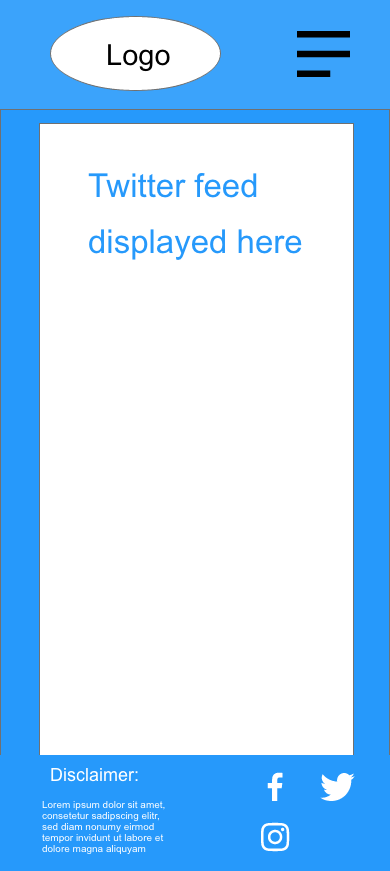 Logo
Twitter feed
displayed here
Disclaimer:
Lorem ipsum dolor sit amet,
consetetur sadipscing elitr,
sed diam nonumy eirmod
tempor invidunt ut labore et
dolore magna aliquyam